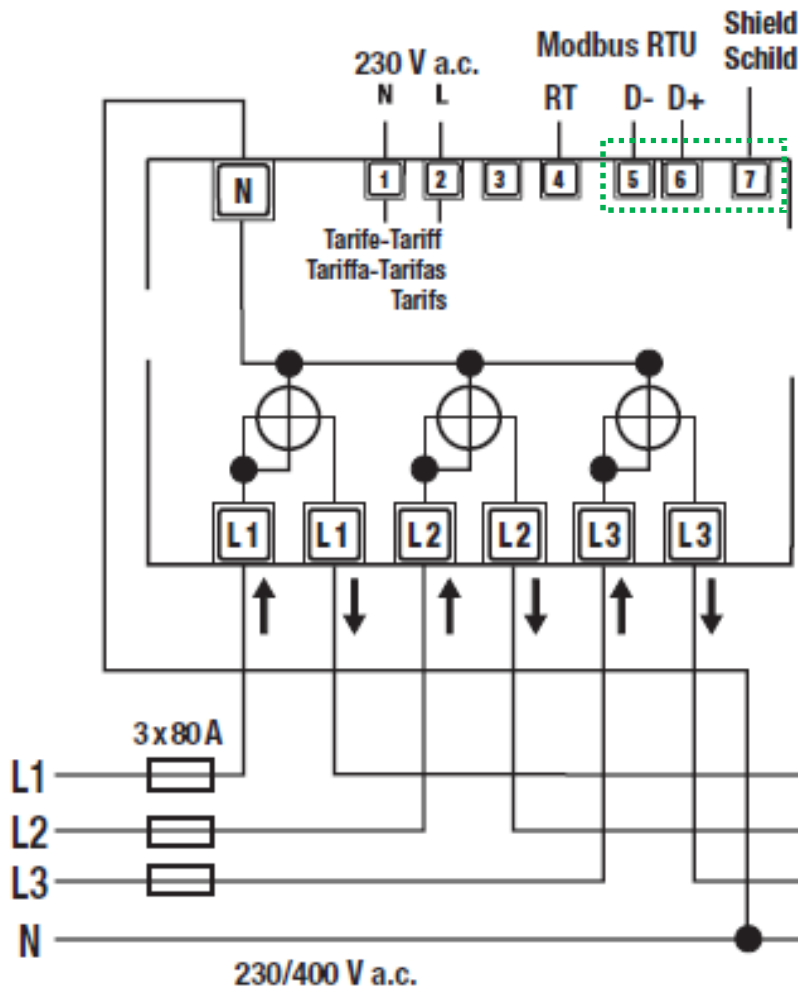 Shield
Schild
Modbus RTU
230 V a.c.
N L RT D- D+
N 1 2 3 4 5 6 7
Tarife-Tariff
Tariffa-Tarifas
Tarifs
L1 L1 L2 L2 L3 L3
3 x 80 A
L1
L2
L3
N
230/400 V a.c.